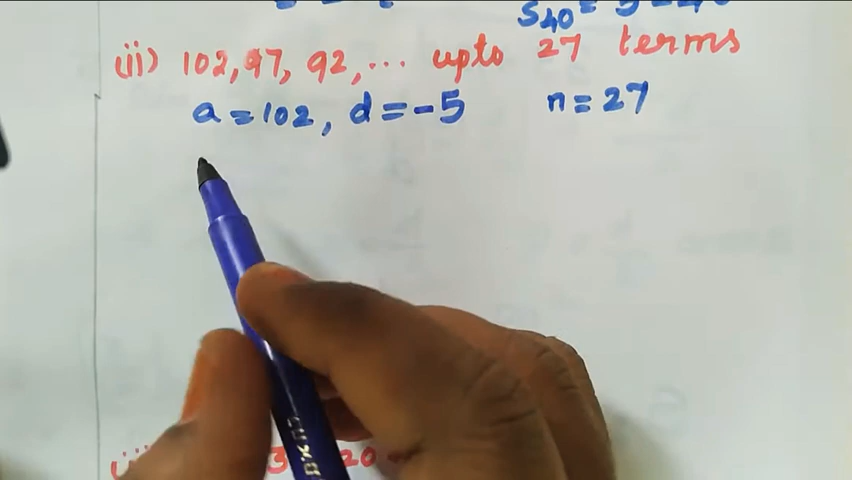 S40 =
(ii) 102, 97, 92, ... upto 27 terms
a = 102, d = -5 n = 27